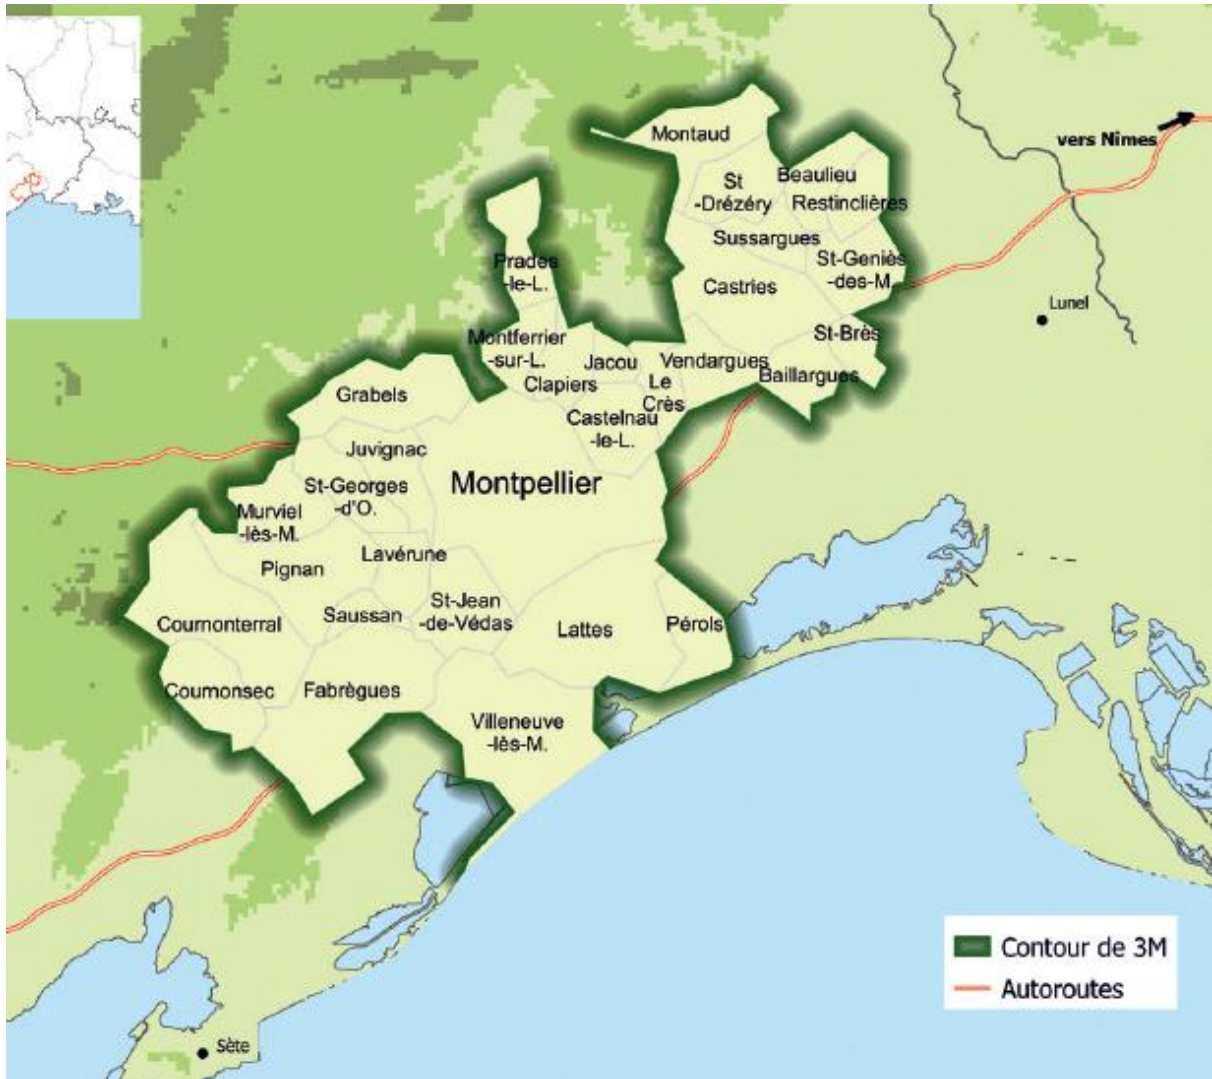 Montaud
vers Nîmes
Beaulieu
St
-Drézéry
Restinclières
Sussargues
St-Geniès
-des-M.
Prades
-le-L.
Castries
Lunel
St-Brès
Montferrier
-sur-L.
Jacou
Vendargues
Baillargues
Clapiers
Le
Crès
Grabels
Castelnau
-le-L.
Juvignac
Montpellier
St-Georges
-d'O.
Murviel
-lès-M.
Lavérune
Pignan
St-Jean
-de-Védas
Saussan
Cournonterral
Lattes
Pérols
Coumonsec
Fabrègues
Villeneuve
-lès-M.
Contour de 3M
Autoroutes
Sète